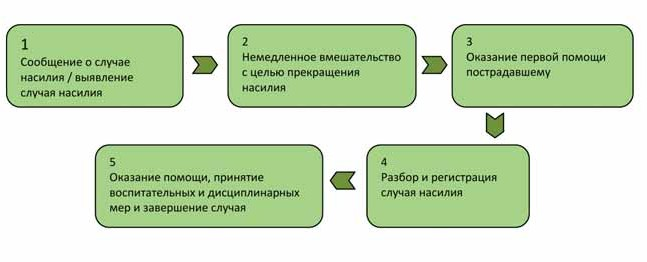 1
Сообщение о случае
насилия / выявление
случая насилия
2
Немедленное вмешательство
с целью прекращения
насилия
3
Оказание первой помощи
пострадавшему
4
Разбор и регистрация
случая насилия
5
Оказание помощи, принятие
воспитательных и дисциплинарных
мер и завершение случая